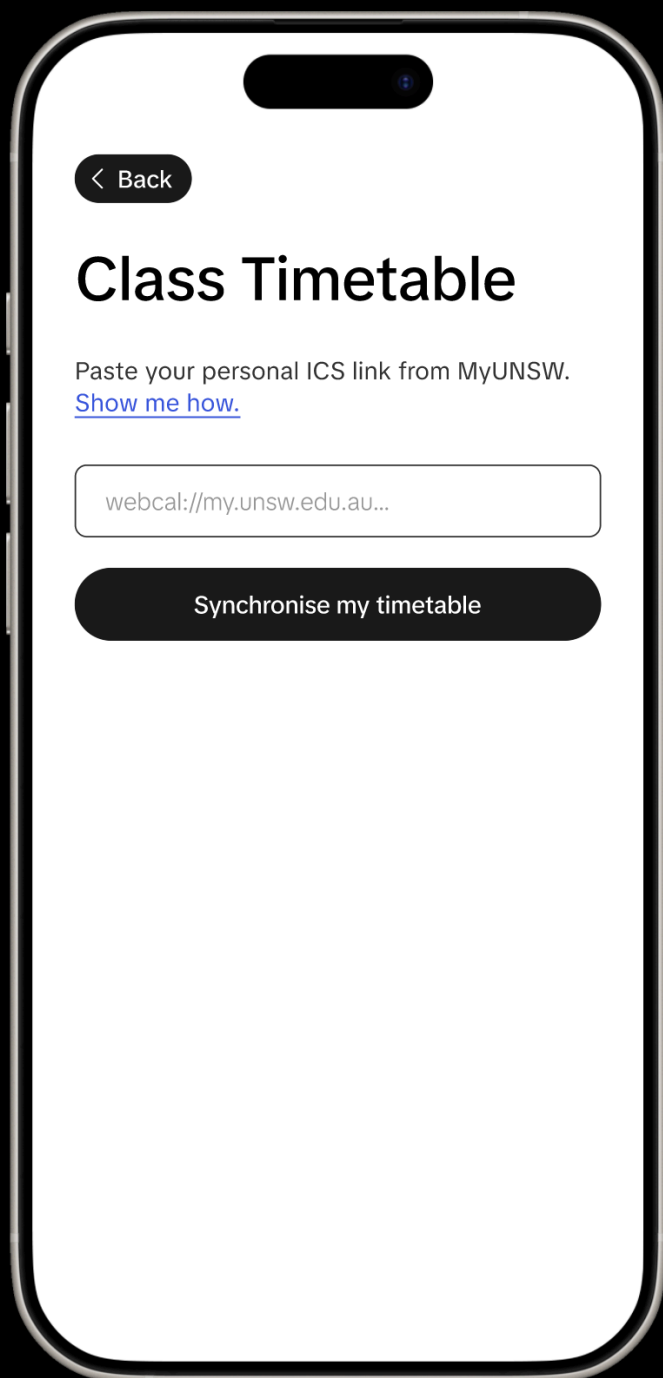 Back
Class Timetable
Paste your personal ICS link from MyUNSW.
Show me how.
webcal://my.unsw.edu.au...
Synchronise my timetable